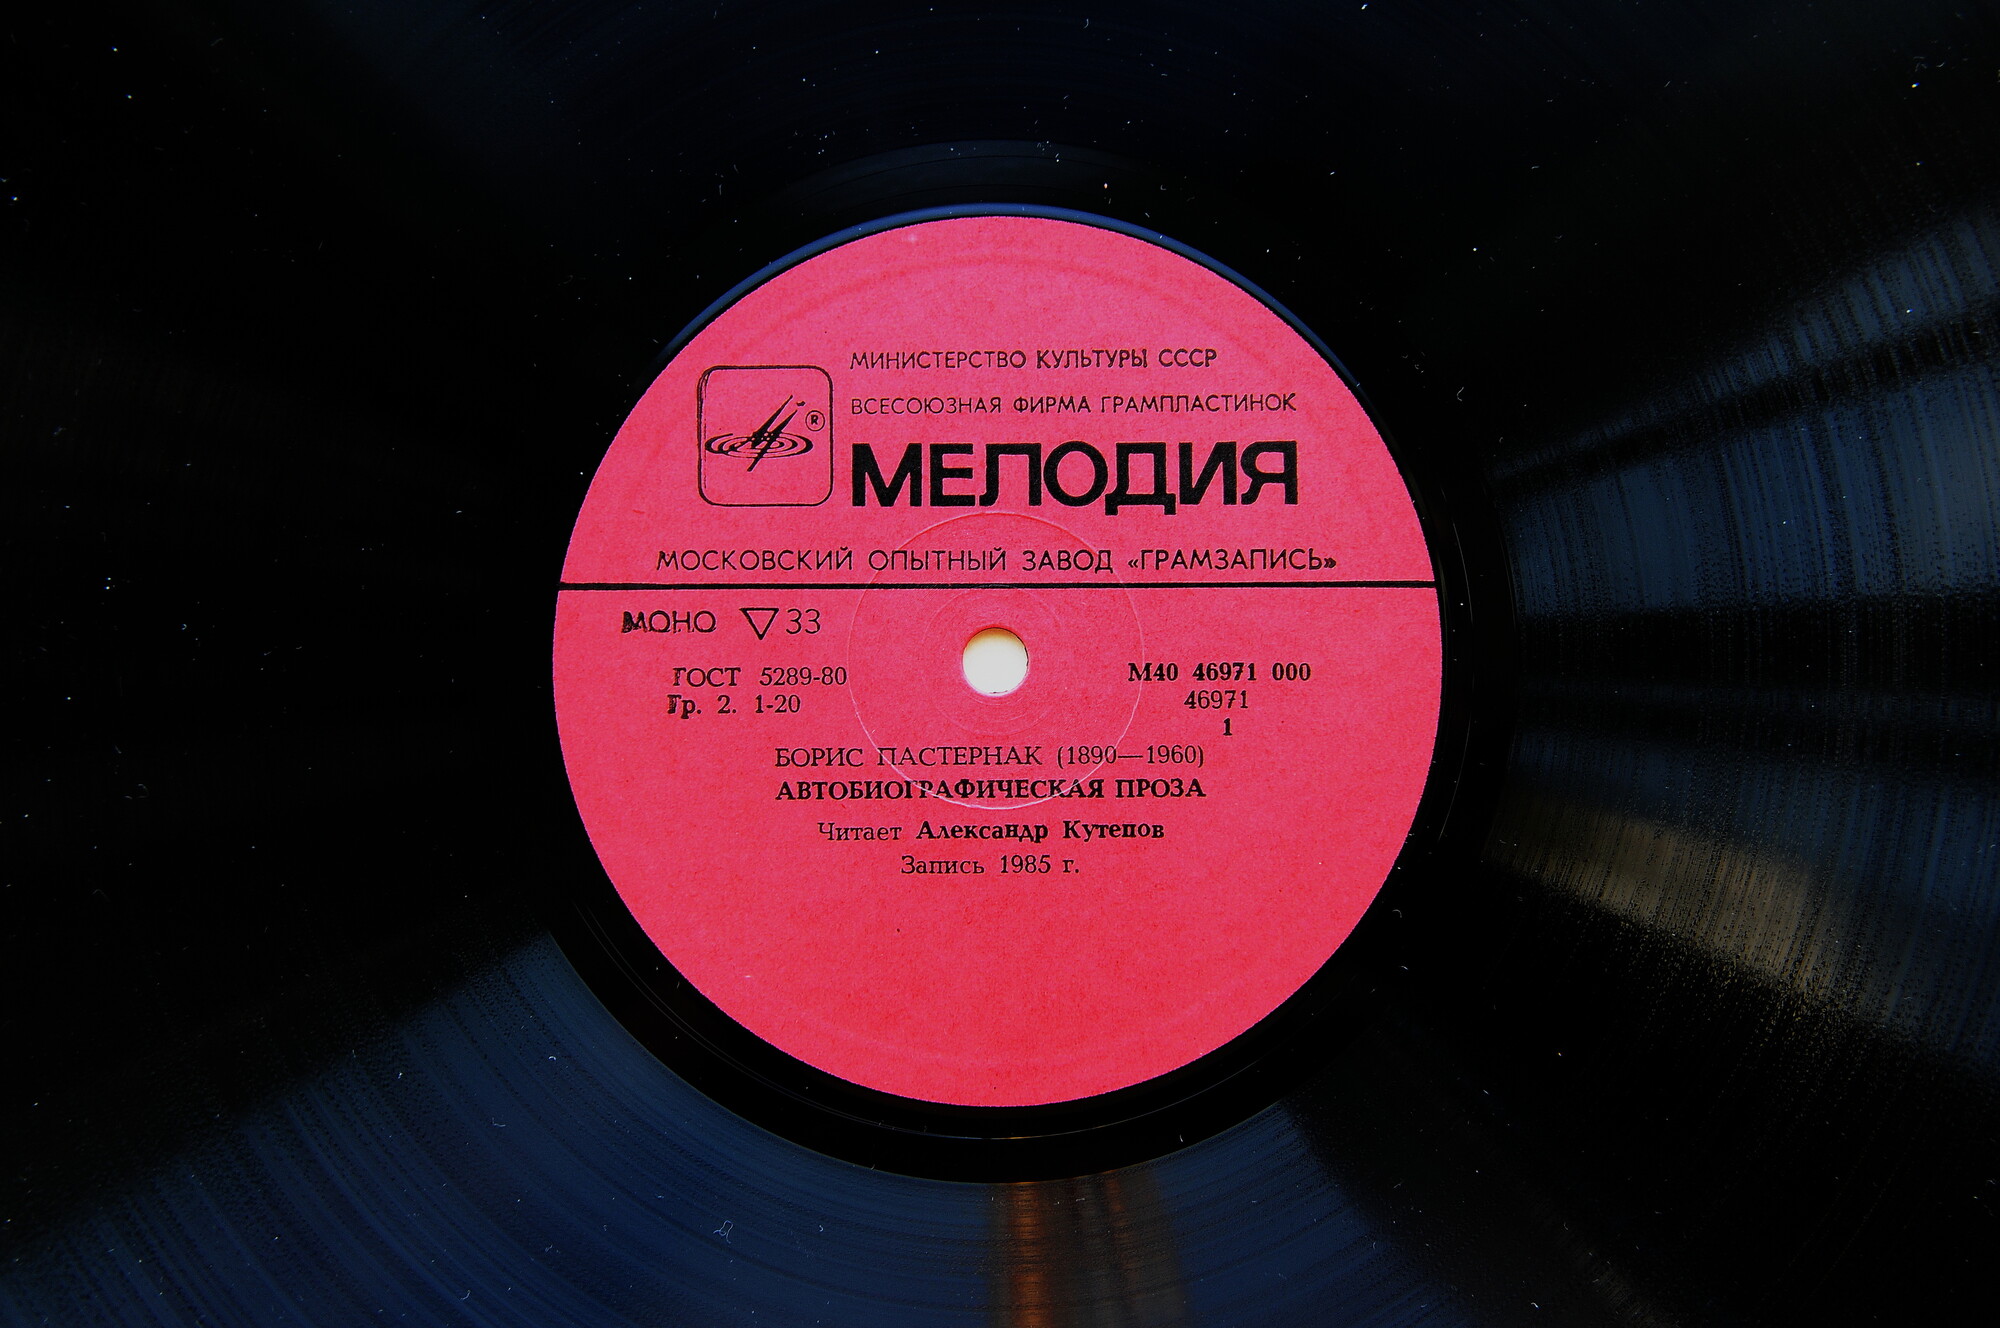 МИНИСТЕРСТВО КУЛЬТУРЫ СССР
ВСЕСОЮЗНАЯ ФИРМА ГРАМПЛАСТИНОК
®
МЕЛОДИЯ
МОСКОВСКИЙ ОПЫТНЫЙ ЗАВОД «ГРАМЗАПИСЬ»
МОНО ▽ 33
ГОСТ 5289-80
Гр. 2. 1-20
М40 46971 000
46971
1
БОРИС ПАСТЕРНАК (1890—1960)
АВТОБИОГРАФИЧЕСКАЯ ПРОЗА
Читает Александр Кутепов
Запись 1985 г.